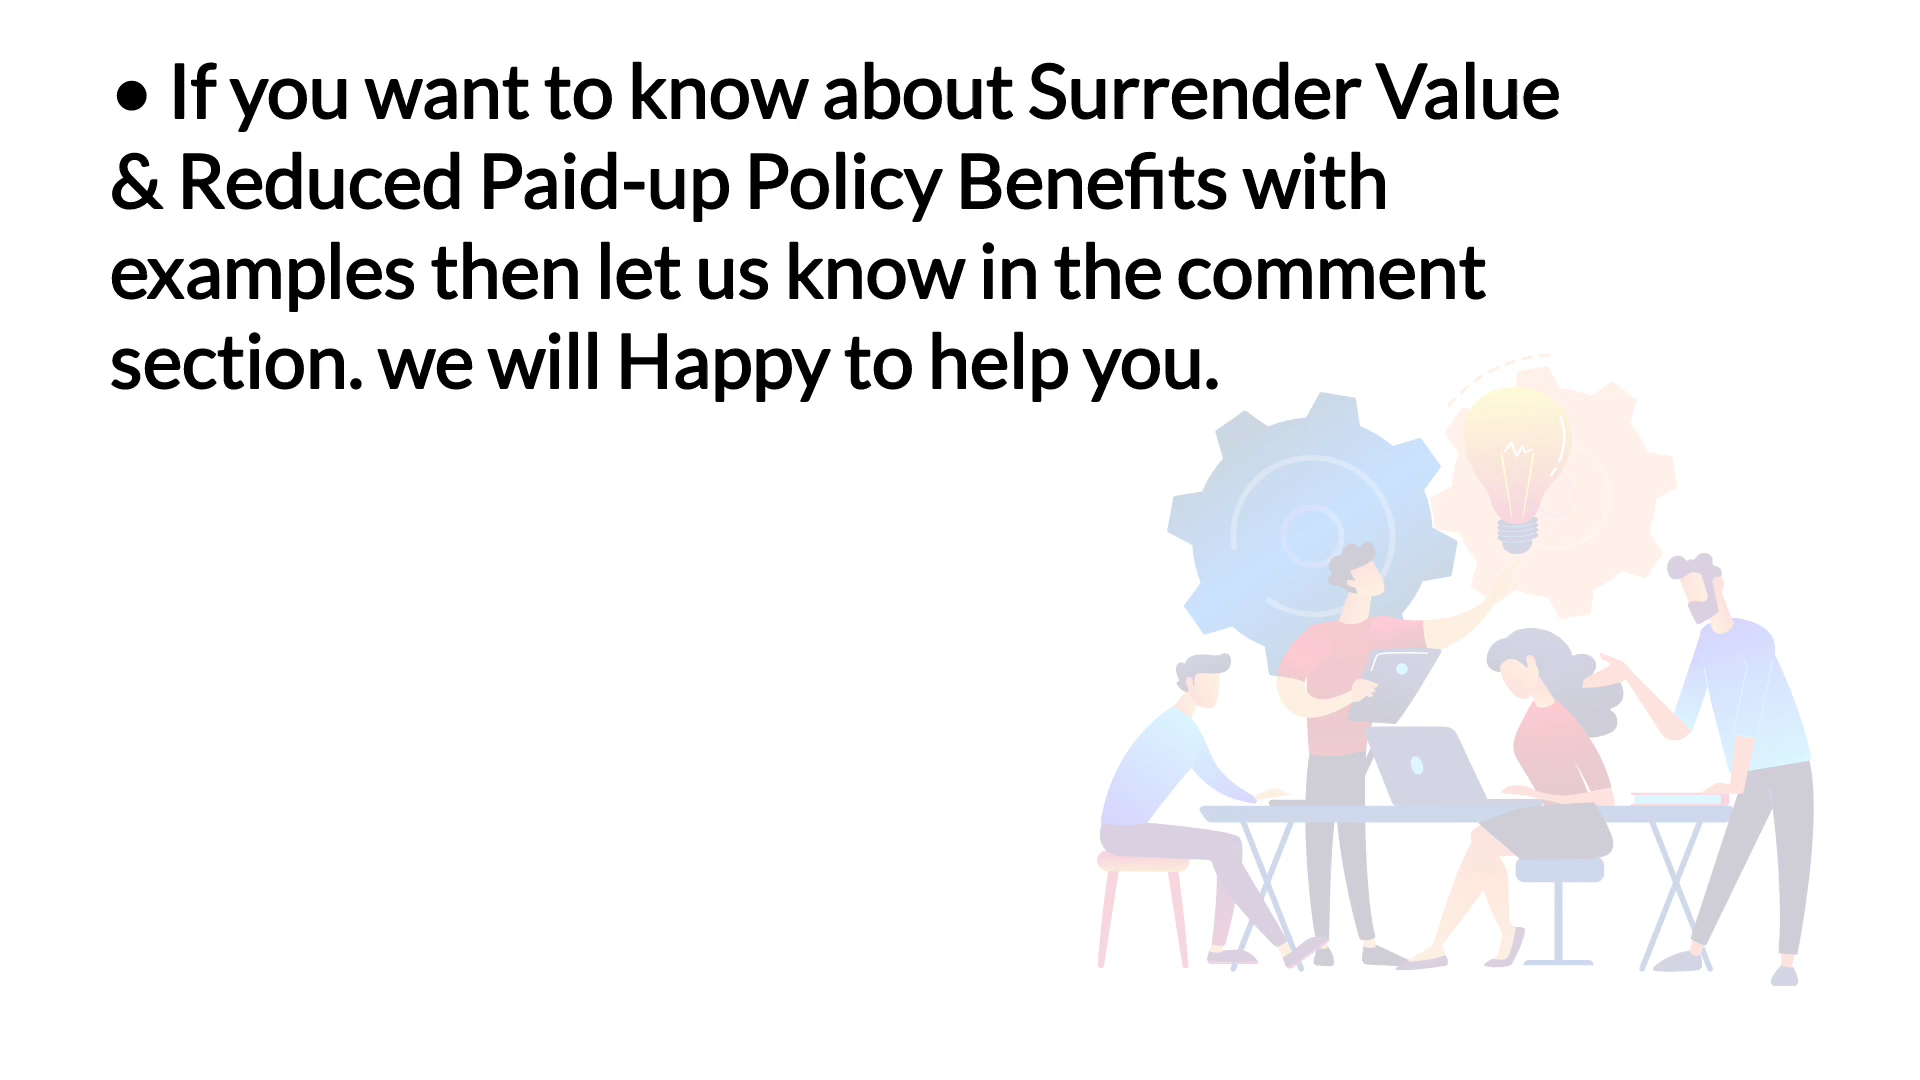 • If you want to know about Surrender Value
& Reduced Paid-up Policy Benefits with
examples then let us know in the comment
section. we will Happy to help you.